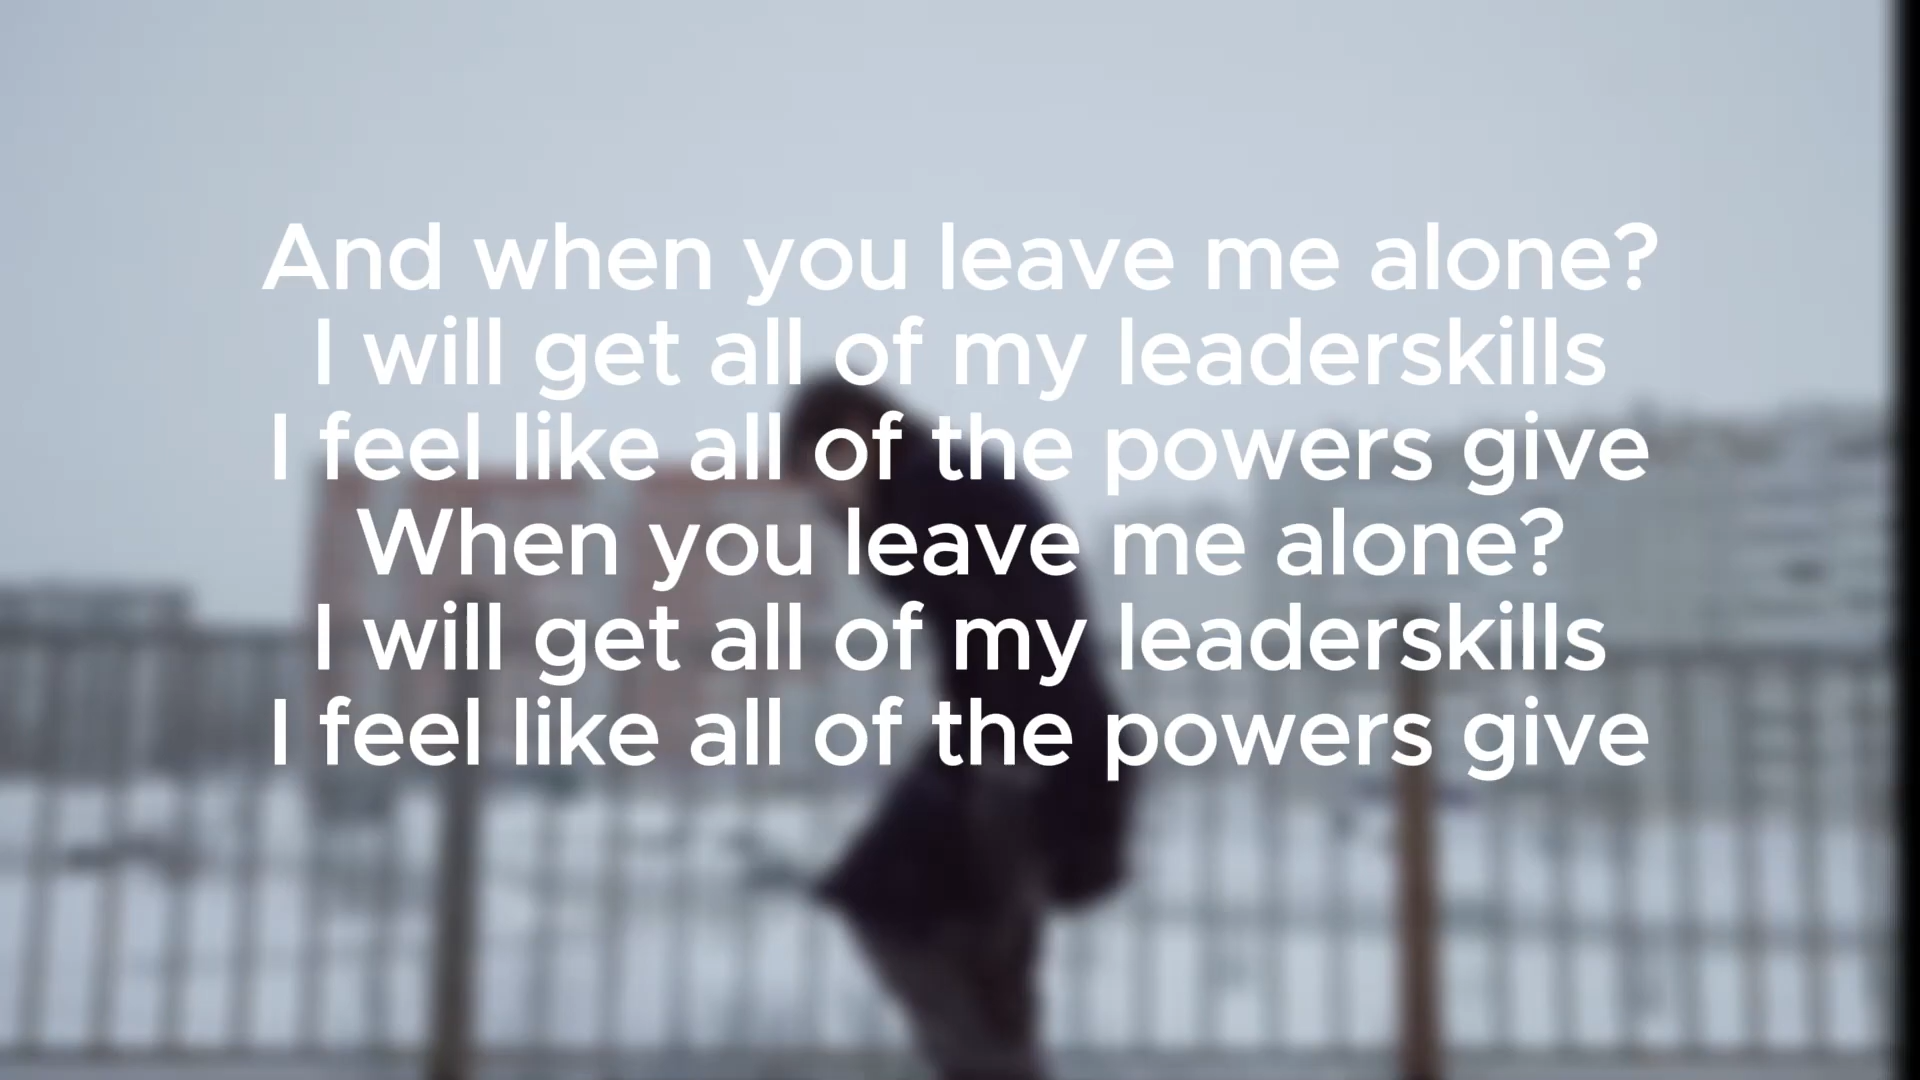 And when you leave me alone?
I will get all of my leaderskills
I feel like all of the powers give
When you leave me alone?
I will get all of my leaderskills
I feel like all of the powers give